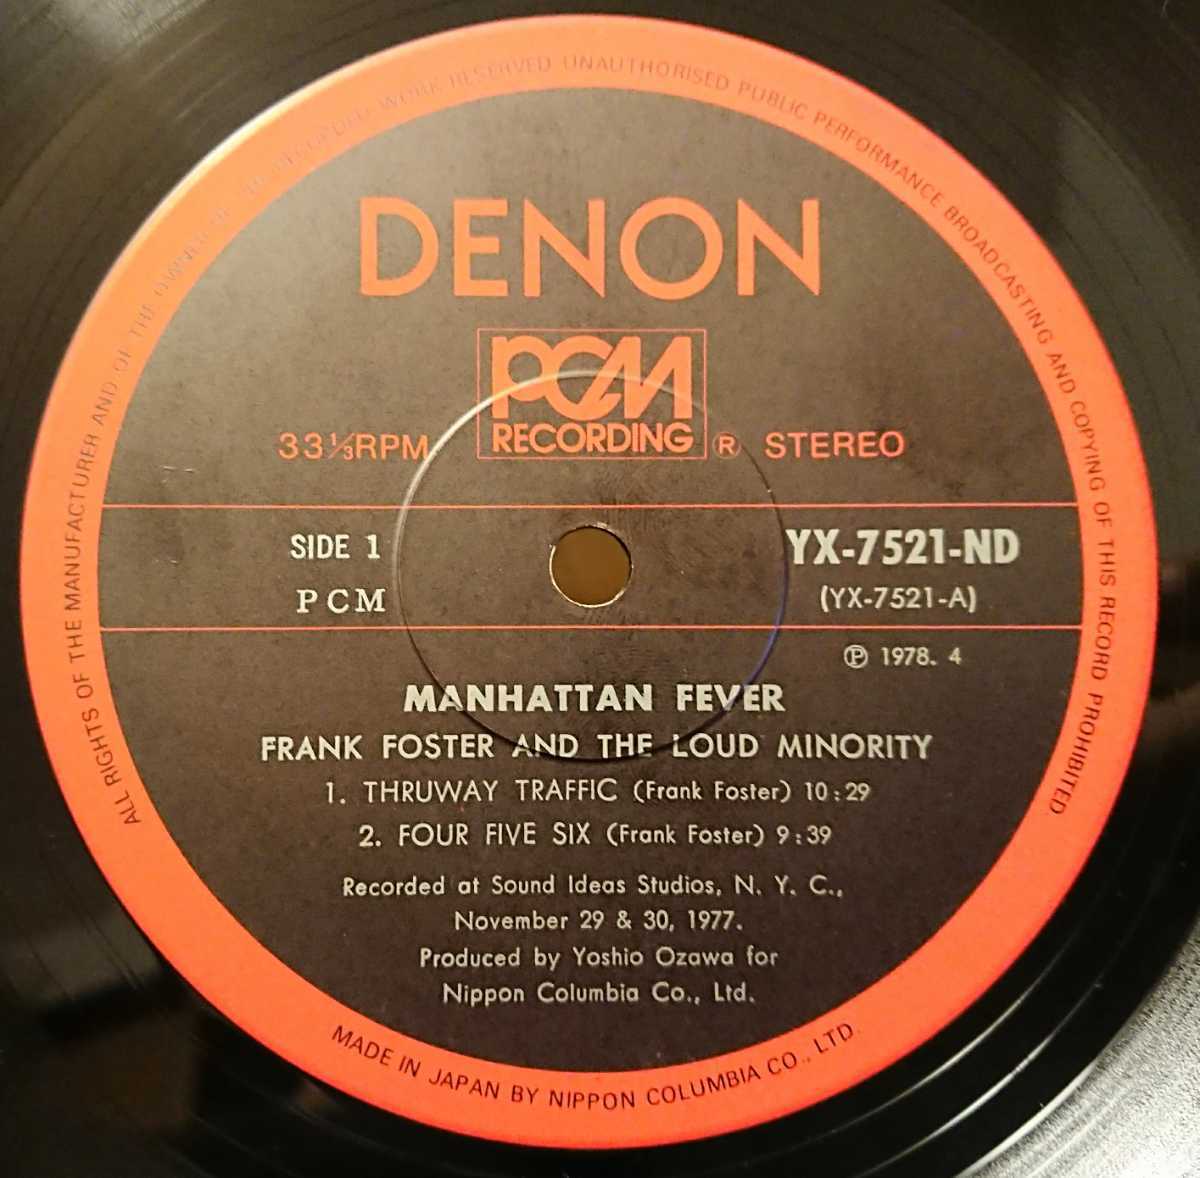 ALL RIGHTS OF THE MANUFACTURER AND OF THE OWNER OF THE RECORDED WORK RESERVED UNAUTHORISED PUBLIC PERFORMANCE BROADCASTING AND COPYING OF THIS RECORD PROHIBITED
DENON
PCM
RECORDING
33⅓RPM ® STEREO
SIDE 1 YX-7521-ND
PCM (YX-7521-A)
Ⓟ 1978. 4
MANHATTAN FEVER
FRANK FOSTER AND THE LOUD MINORITY
1. THRUWAY TRAFFIC (Frank Foster) 10:29
2. FOUR FIVE SIX (Frank Foster) 9:39
Recorded at Sound Ideas Studios, N. Y. C.,
November 29 & 30, 1977.
Produced by Yoshio Ozawa for
Nippon Columbia Co., Ltd.
MADE IN JAPAN BY NIPPON COLUMBIA CO., LTD.